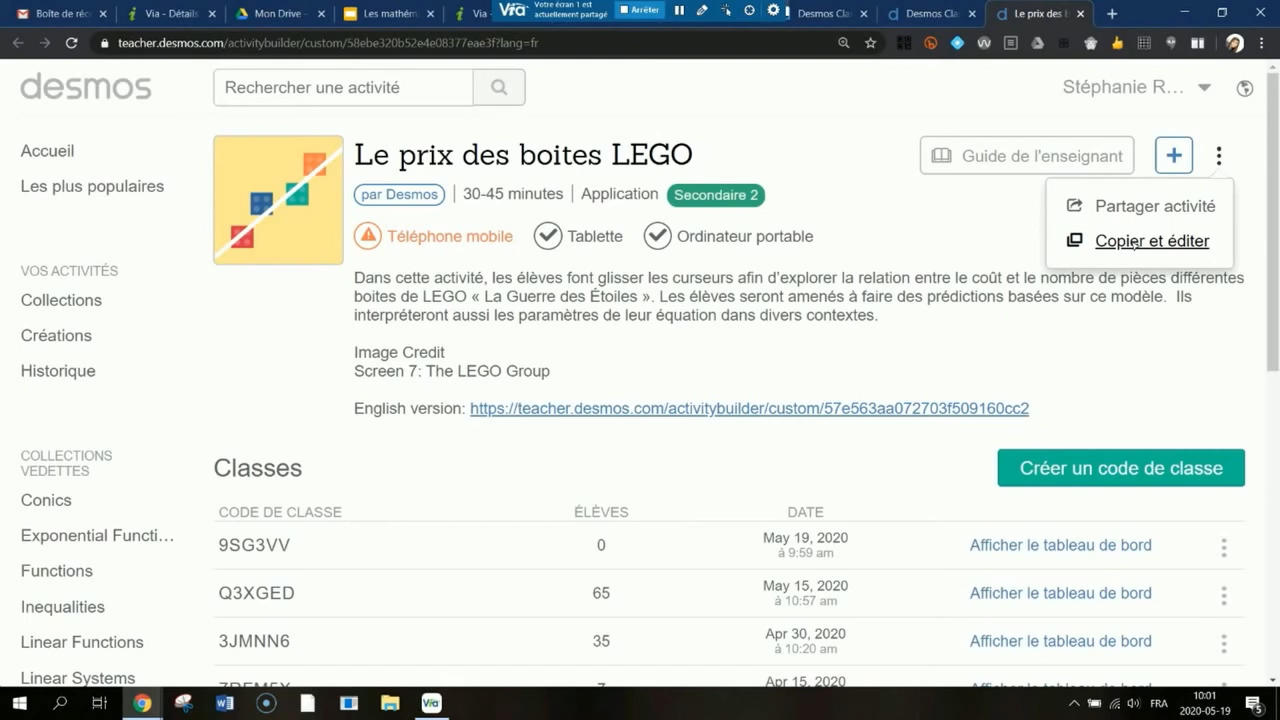 Boîte de réc
Via - Détails
Mon Drive -
Les mathém
Via -
Via
Votre écran 1 est
actuellement partagé
Arrêter
Desmos Clas
Desmos Clas
Le prix des b
teacher.desmos.com/activitybuilder/custom/58ebe320b52e4e08377eae3f?lang=fr
desmos
Rechercher une activité
Stéphanie R...
Accueil
Les plus populaires
VOS ACTIVITÉS
Collections
Créations
Historique
COLLECTIONS
VEDETTES
Conics
Exponential Functi...
Functions
Inequalities
Linear Functions
Linear Systems
Le prix des boites LEGO
par Desmos | 30-45 minutes | Application Secondaire 2
Téléphone mobile Tablette Ordinateur portable
Guide de l'enseignant
Partager activité
Copier et éditer
Dans cette activité, les élèves font glisser les curseurs afin d'explorer la relation entre le coût et le nombre de pièces différentes
boites de LEGO « La Guerre des Étoiles ». Les élèves seront amenés à faire des prédictions basées sur ce modèle. Ils
interpréteront aussi les paramètres de leur équation dans divers contextes.
Image Credit
Screen 7: The LEGO Group
English version: https://teacher.desmos.com/activitybuilder/custom/57e563aa072703f509160cc2
Classes
Créer un code de classe
CODE DE CLASSE ÉLÈVES DATE
9SG3VV 0 May 19, 2020 Afficher le tableau de bord
à 9:59 am
Q3XGED 65 May 15, 2020 Afficher le tableau de bord
à 10:57 am
3JMNN6 35 Apr 30, 2020 Afficher le tableau de bord
à 10:20 am
Apr 15, 2020
FRA
10:01
2020-05-19
5